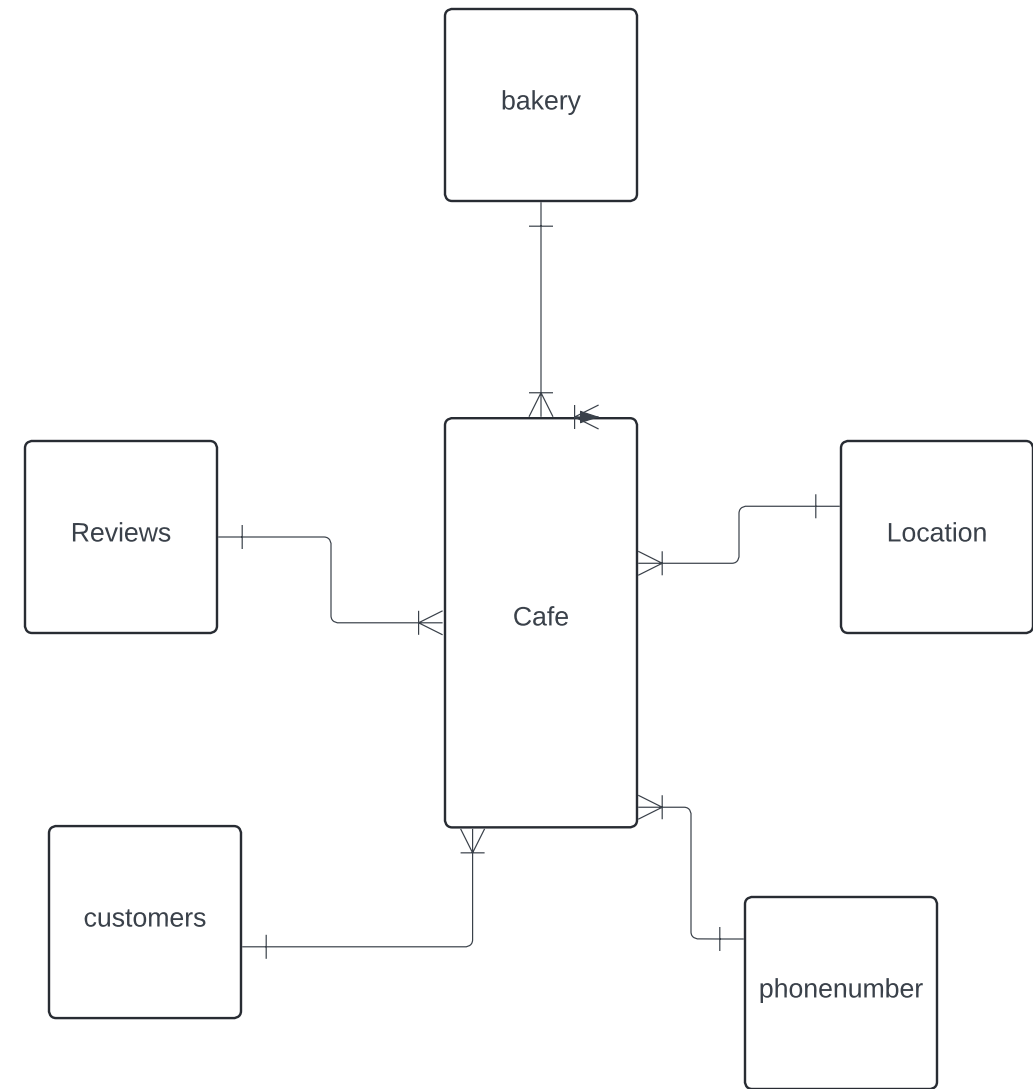 bakery
Reviews
Location
Cafe
customers
phonenumber